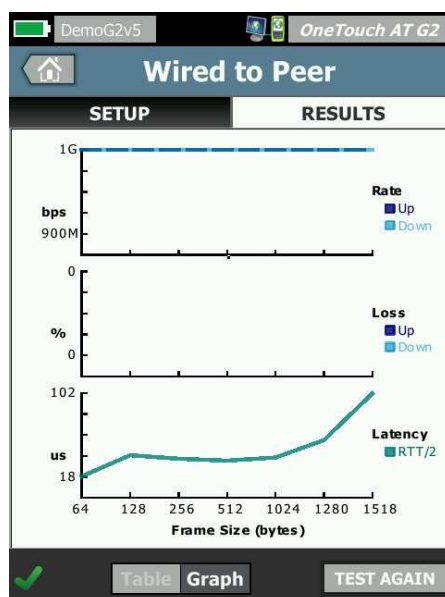 DemoG2v5 OneTouch AT G2
Wired to Peer
SETUP RESULTS
1G
bps
900M
Rate
Up
Down
0
%
0
Loss
Up
Down
102
us
18
Latency
RTT/2
64 128 256 512 1024 1280 1518
Frame Size (bytes)
Table Graph TEST AGAIN